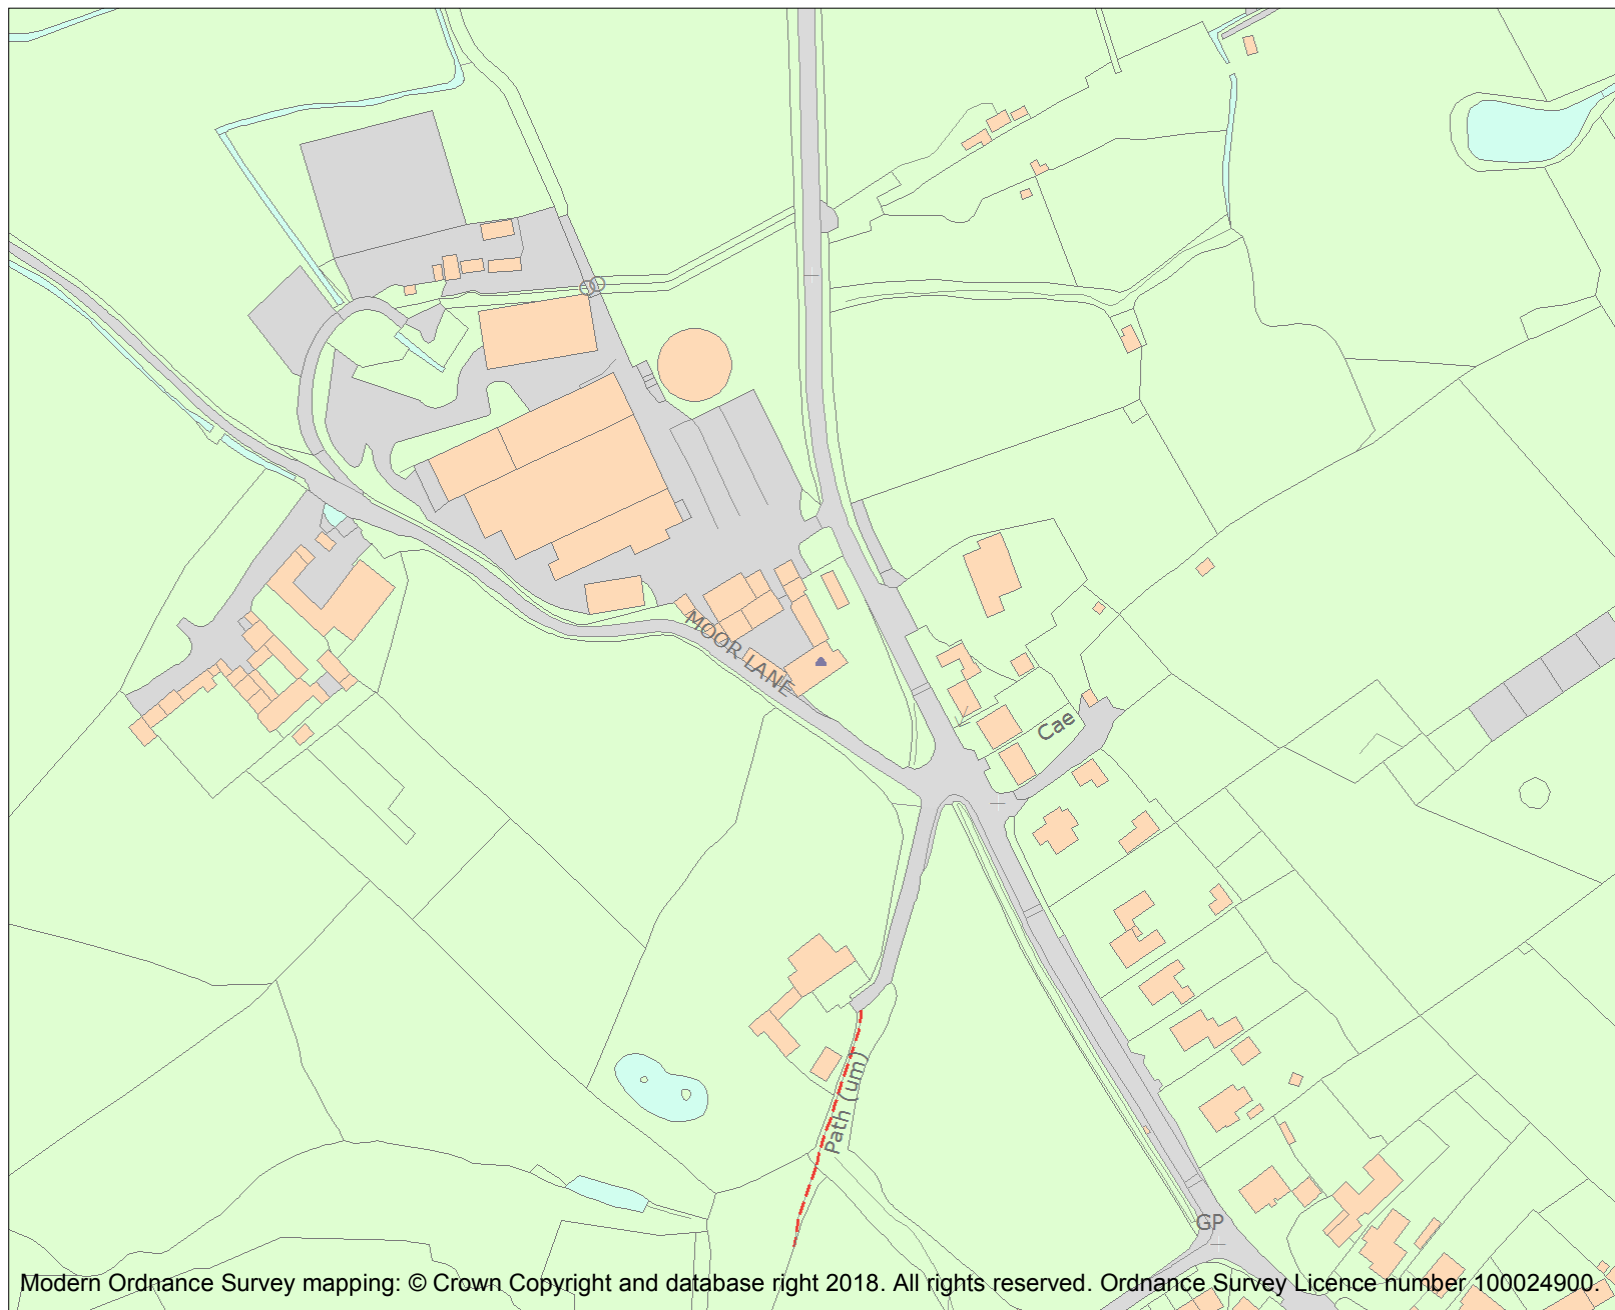 MOOR LANE
Cae
Path (um)
GP
Modern Ordnance Survey mapping: © Crown Copyright and database right 2018. All rights reserved. Ordnance Survey Licence number 100024900.